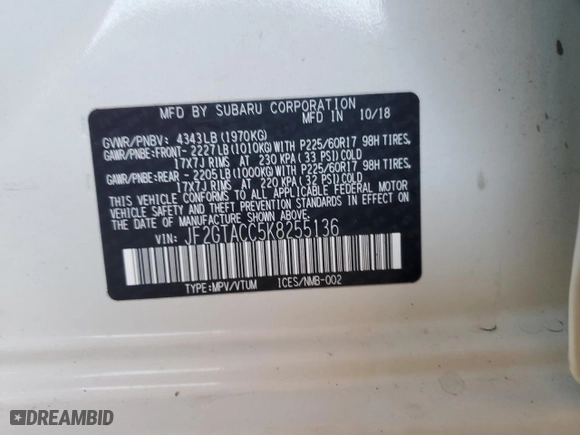 MFD BY SUBARU CORPORATION
MFD IN JAPAN 10/18
GVWR/PNBV: 4343LB (1970KG)
GAWR/PNBE:FRONT- 2227LB (1010KG) WITH P225/60R17 98H TIRES,
17X7J RIMS, AT 230 KPA (33 PSI) COLD
GAWR/PNBE:REAR - 2205LB (1000KG) WITH P225/60R17 98H TIRES,
17X7J RIMS, AT 220 KPA (32 PSI) COLD
THIS VEHICLE CONFORMS TO ALL APPLICABLE FEDERAL MOTOR
VEHICLE SAFETY, BUMPER, AND THEFT PREVENTION STANDARDS IN EFFECT ON
THE DATE OF MANUFACTURE SHOWN ABOVE.
VIN: JF2GTACC5K8255136
TYPE:MPV/VTUM ICES/NMB-002
DREAMBID